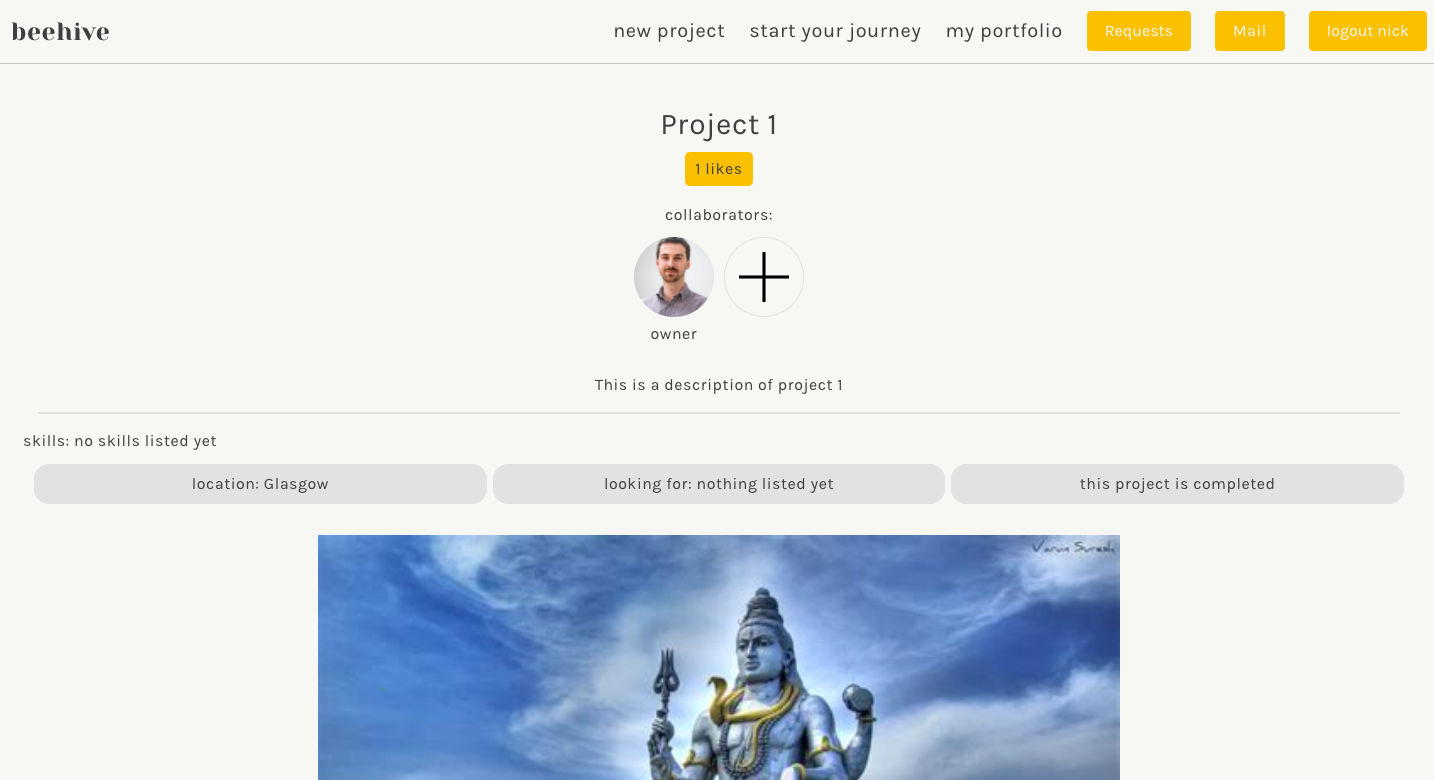 beehive
new project start your journey my portfolio Requests Mail logout nick
Project 1
1 likes
collaborators:
owner
This is a description of project 1
skills: no skills listed yet
location: Glasgow looking for: nothing listed yet this project is completed
Varun Suresh